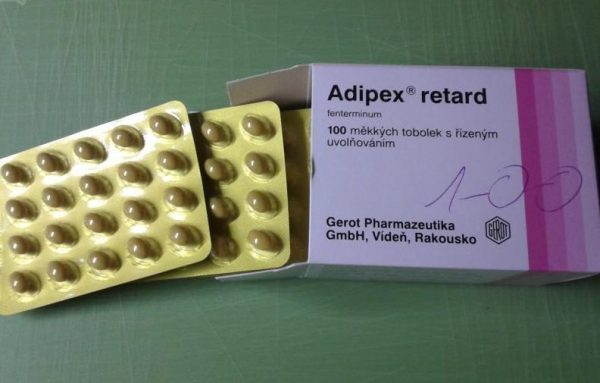 Adipex® retard
fenterminum
100 měkkých tobolek s řízeným
uvolňováním
1-00
Gerot Pharmazeutika
GmbH, Vídeň, Rakousko
GEROT